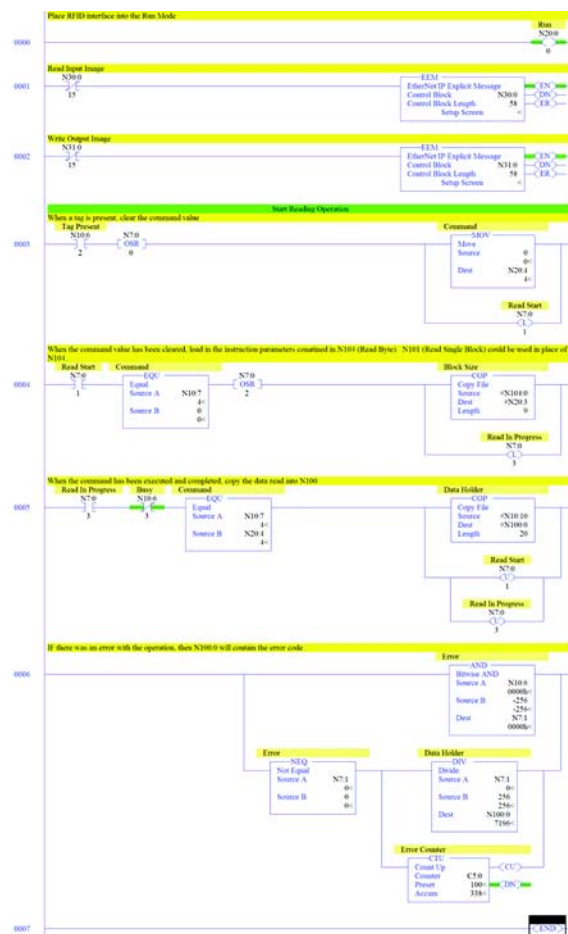 Place RFID interface into the Run Mode
Run
N20:0
0000
0
Read Input Image
N30:0
0001
15
EEM
EtherNet/IP Explicit Message
Control Block N30:0
Control Block Length 58
Setup Screen <
EN
DN
ER
Write Output Image
N31:0
0002
15
EEM
EtherNet/IP Explicit Message
Control Block N31:0
Control Block Length 58
Setup Screen <
EN
DN
ER
Start Reading Operation
When a tag is present, clear the command value
Tag Present
N10:6
0003
2
N7:0
OSR
0
Command
MOV
Move
Source 0
0<
Dest N20:4
4<
Read Start
N7:0
L
1
When the command value has been cleared, load in the instruction parameters conatined in N104 (Read Byte) N101 (Read Single Block) could be used in place of
N104.
Read Start
N7:0
0004
1
Command
EQU
Equal
Source A N10:7
4<
Source B 0
0<
N7:0
OSR
2
Block Size
COP
Copy File
Source #N104:0
Dest #N20:3
Length 9
Read In Progress
N7:0
L
3
When the command has been executed and completed, copy the data read into N100
Read In Progress
N7:0
0005
3
Busy
N10:6
3
Command
EQU
Equal
Source A N10:7
4<
Source B N20:4
4<
Data Holder
COP
Copy File
Source #N10:10
Dest #N100:0
Length 20
Read Start
N7:0
U
1
Read In Progress
N7:0
U
3
IF there was an error with the operation, then N100:0 will contain the error code.
0006
Error
AND
Bitwise AND
Source A N10:6
0000h<
Source B -256
-256<
Dest N7:1
0000h<
Error
NEQ
Not Equal
Source A N7:1
0<
Source B 0
0<
Data Holder
DIV
Divide
Source A N7:1
0<
Source B 256
256<
Dest N100:0
7196<
Error Counter
CTU
Count Up
Counter C5:0
Preset 100<
Accum 338<
CU
DN
0007
END